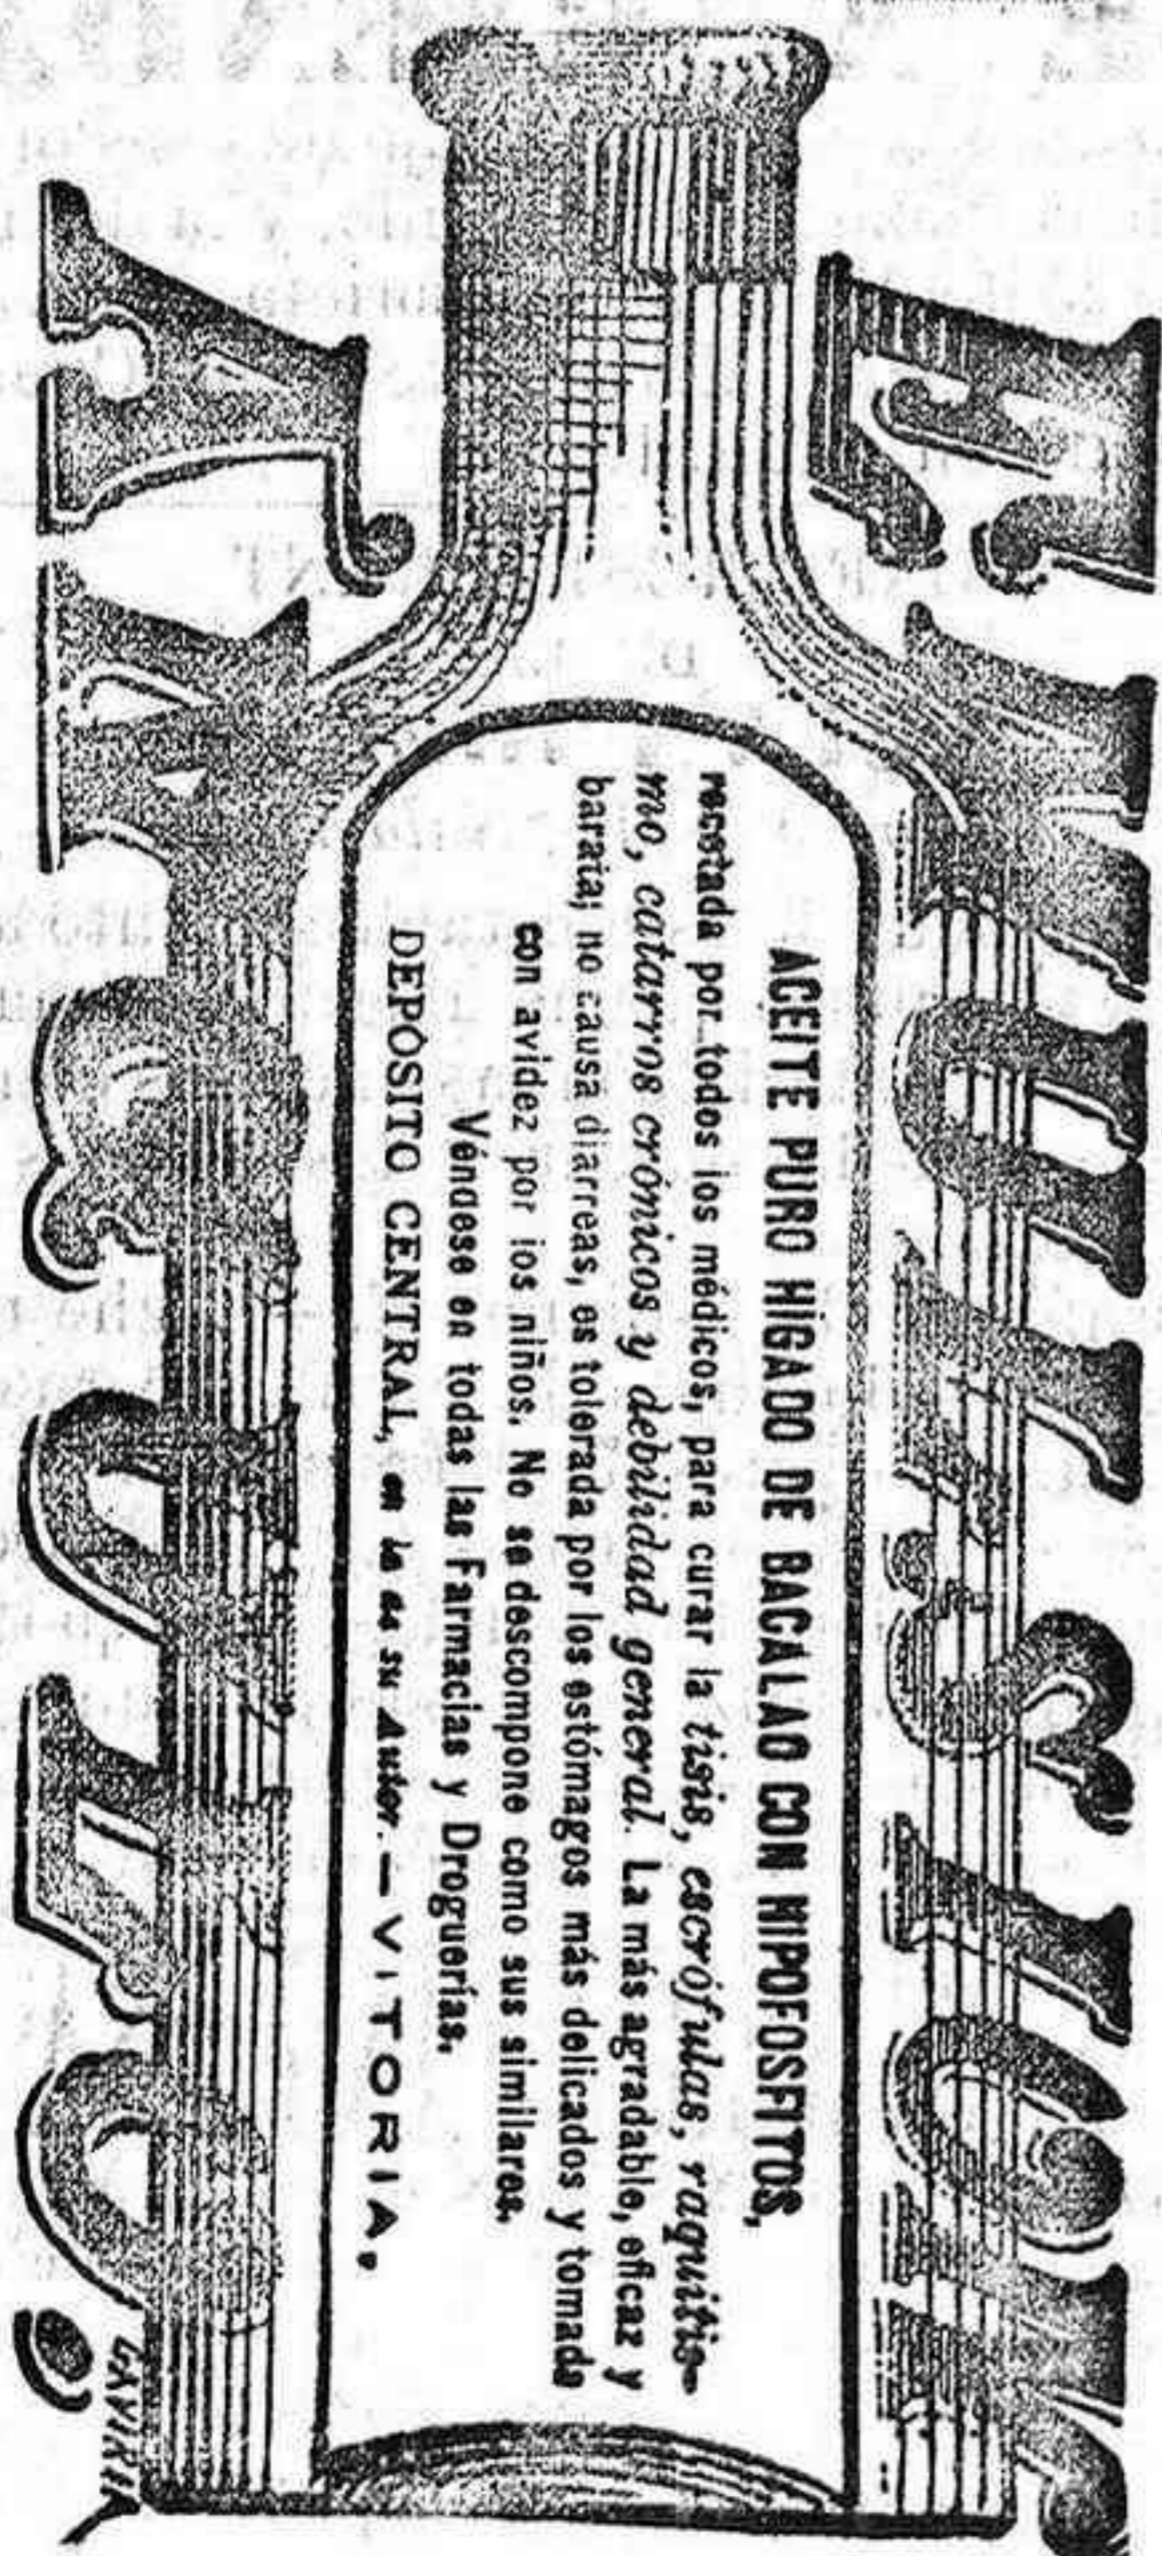 EMULSION
ACEITE PURO HÍGADO DE BACALAO CON HIPOFOSFITOS,
recetada por todos los médicos, para curar la tisis, escrófulas, raquitis-
mo, catarros crónicos y debilidad general. La más agradable, eficaz y
barata; no causa diarreas, es tolerada por los estómagos más delicados y tomada
con avidez por los niños. No se descompone como sus similares.
Véndese en todas las Farmacias y Droguerías.
DEPÓSITO CENTRAL, en la de su Autor.—VITORIA.
GAVIRIA